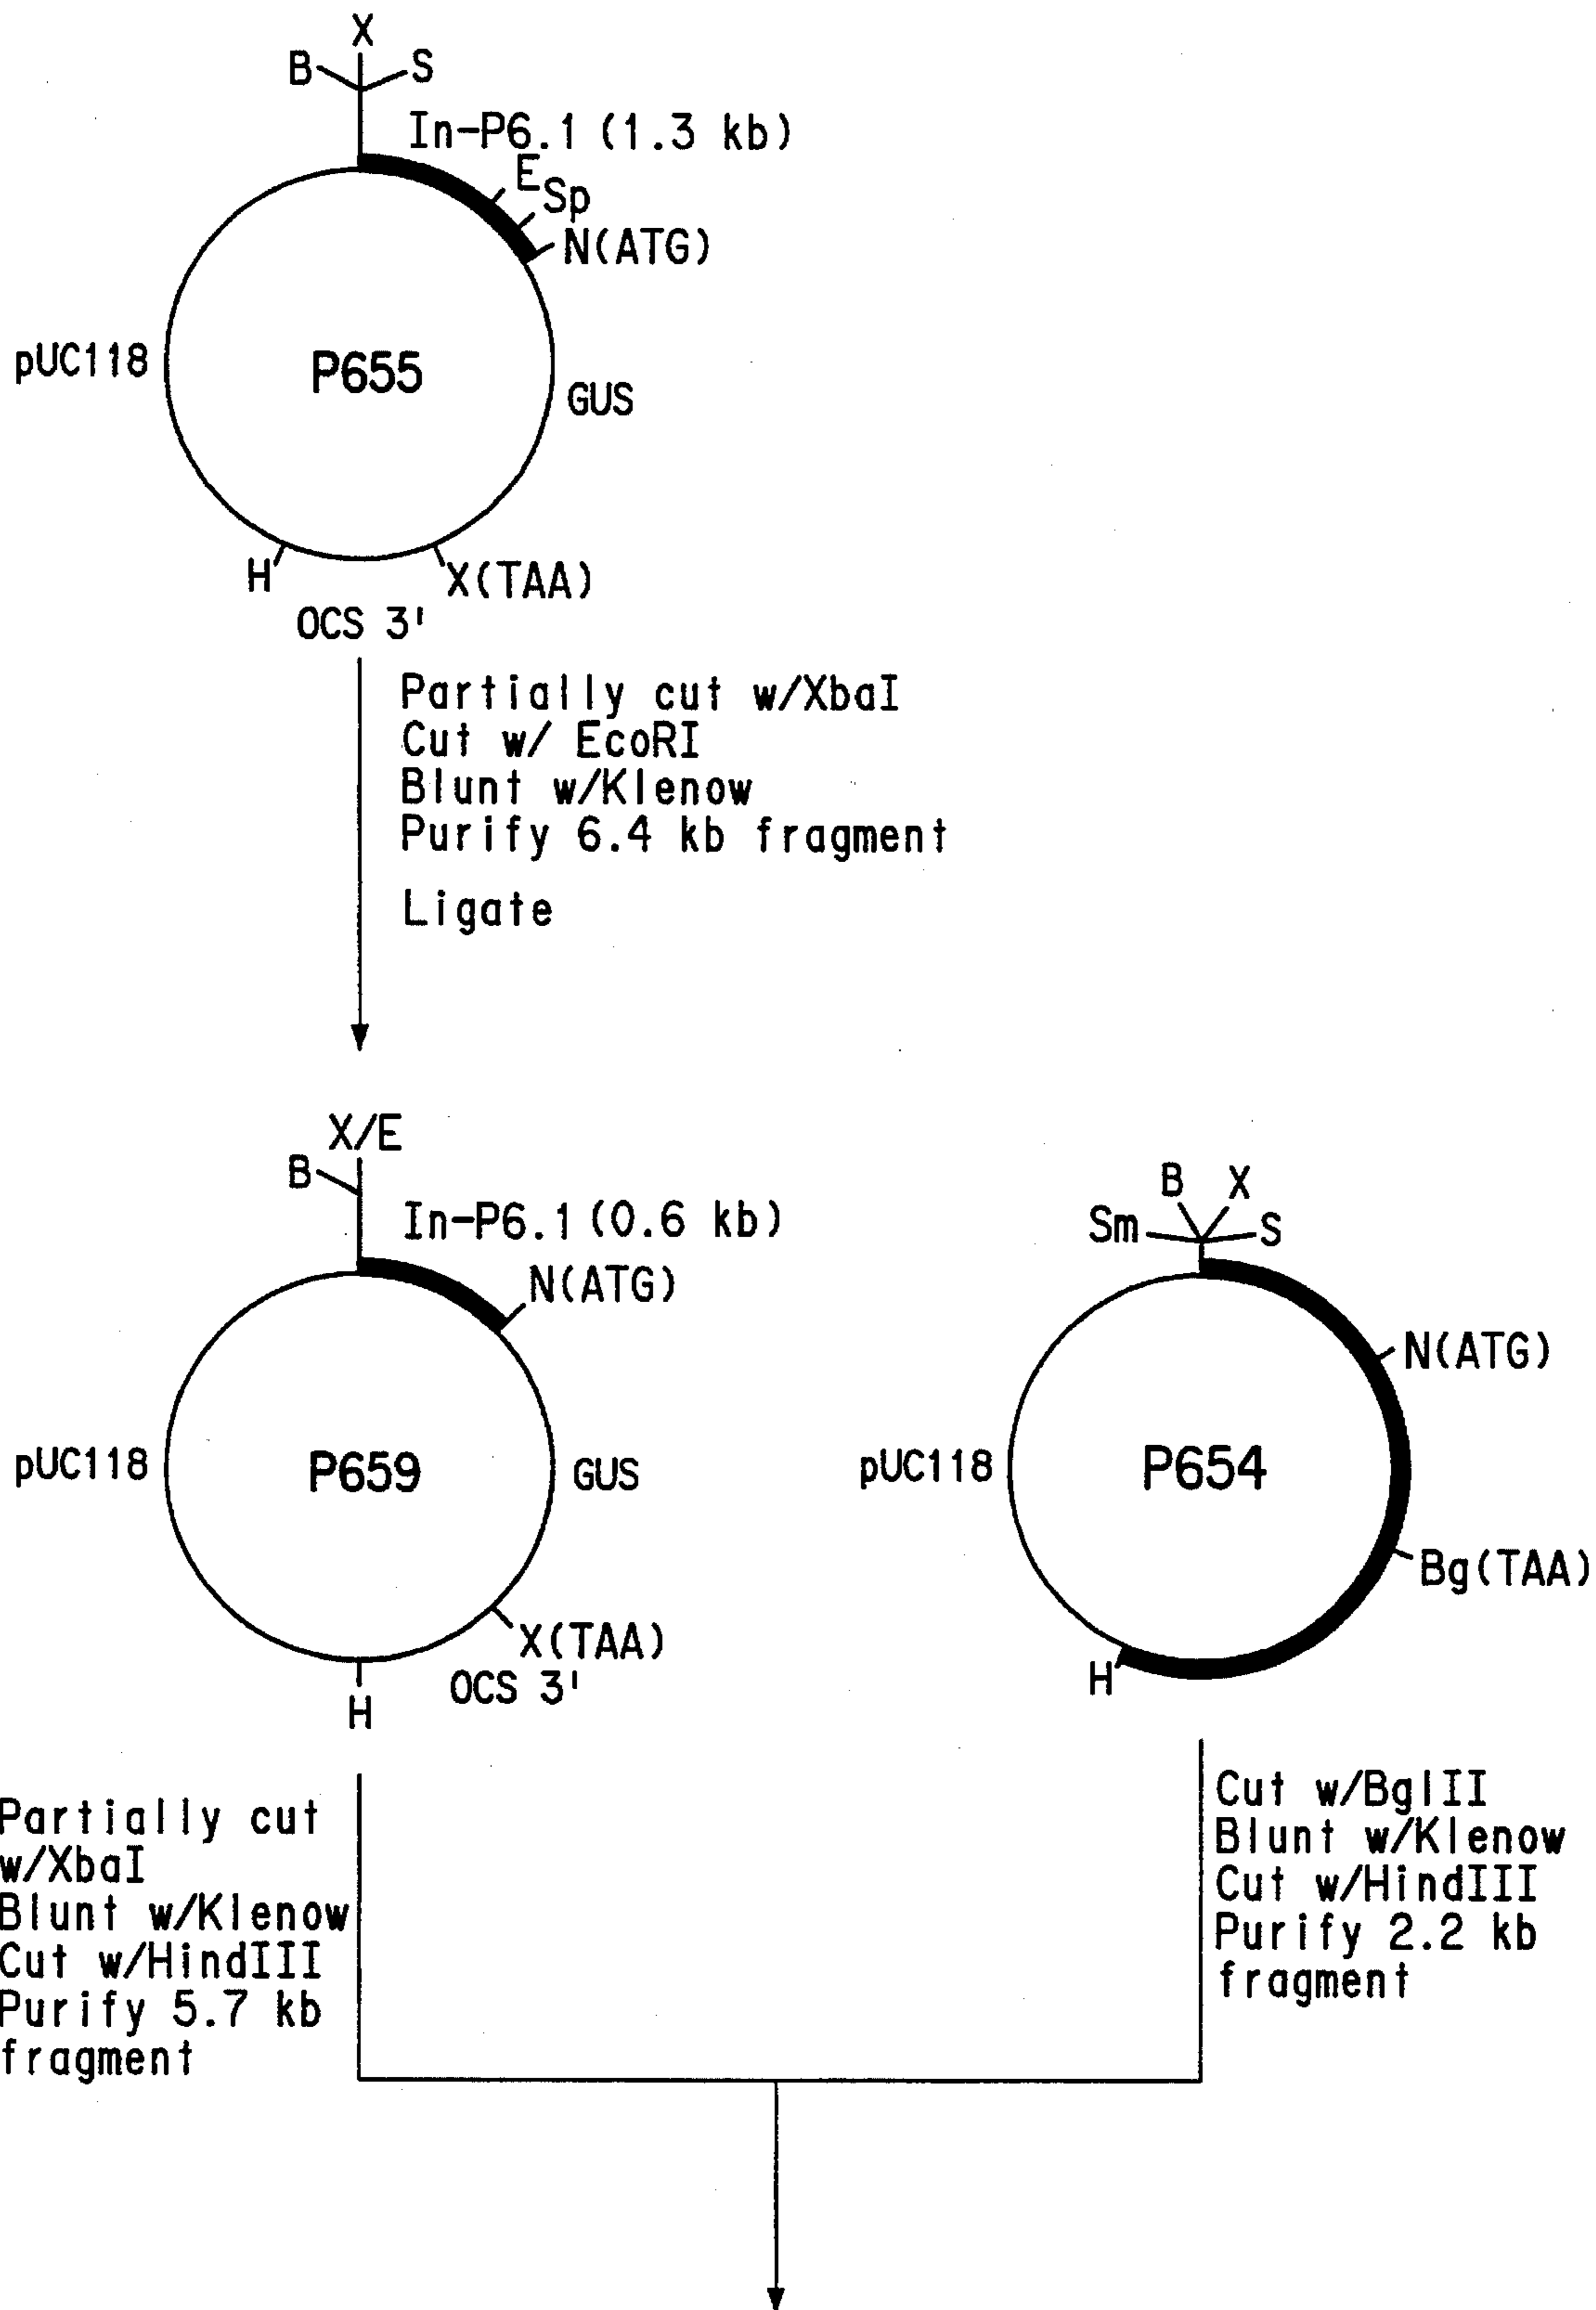 X
B
S
In-P6.1 (1.3 kb)
E
Sp
N(ATG)
pUC118
P655
GUS
H
X(TAA)
OCS 3'
Partially cut w/XbaI
Cut w/ EcoRI
Blunt w/Klenow
Purify 6.4 kb fragment
Ligate
X/E
B
In-P6.1 (0.6 kb)
N(ATG)
pUC118
P659
GUS
X(TAA)
OCS 3'
H
B
X
Sm
S
N(ATG)
pUC118
P654
Bg(TAA)
H
Partially cut
w/XbaI
Blunt w/Klenow
Cut w/HindIII
Purify 5.7 kb
fragment
Cut w/BglII
Blunt w/Klenow
Cut w/HindIII
Purify 2.2 kb
fragment